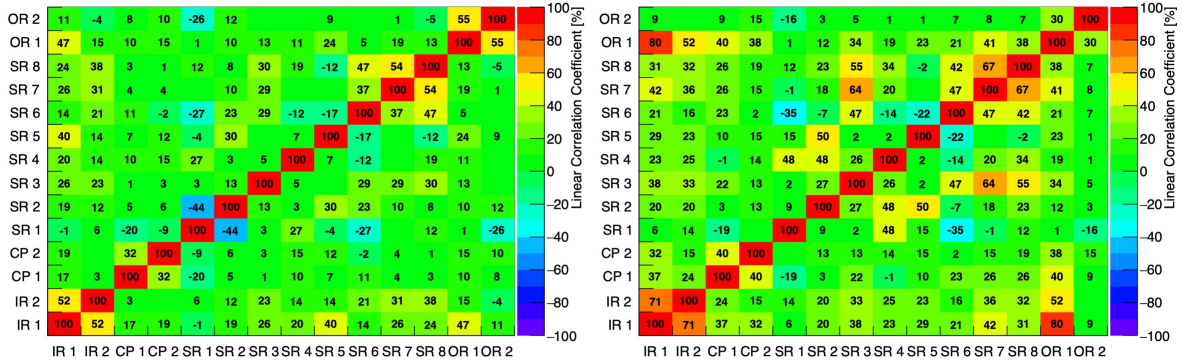 OR 2 11 -4 8 10 -26 12 9 1 -5 55 100
OR 1 47 15 10 15 1 10 13 11 24 5 19 13 100 55
SR 8 24 38 3 1 12 8 30 19 -12 47 54 100 13 -5
SR 7 26 31 4 4 10 29 37 100 54 19 1
SR 6 14 21 11 -2 -27 23 29 -12 -17 100 37 47 5
SR 5 40 14 7 12 -4 30 7 100 -17 -12 24 9
SR 4 20 14 10 15 27 3 5 100 7 -12 19 11
SR 3 26 23 1 3 3 13 100 5 29 29 30 13
SR 2 19 12 5 6 -44 100 13 3 30 23 10 8 10 12
SR 1 -1 6 -20 -9 100 -44 3 27 -4 -27 12 1 -26
CP 2 19 32 100 -9 6 3 15 12 -2 4 1 15 10
CP 1 17 3 100 32 -20 5 1 10 7 11 4 3 10 8
IR 2 52 100 3 6 12 23 14 14 21 31 38 15 -4
IR 1 100 52 17 19 -1 19 26 20 40 14 26 24 47 11
IR 1 IR 2 CP 1 CP 2 SR 1 SR 2 SR 3 SR 4 SR 5 SR 6 SR 7 SR 8 OR 1 OR 2
100
80
60
40
20
0
−20
−40
−60
−80
−100
Linear Correlation Coefficient [%]
OR 2 9 9 15 -16 3 5 1 1 7 8 7 30 100
OR 1 80 52 40 38 1 12 34 19 23 21 41 38 100 30
SR 8 31 32 26 19 12 23 55 34 -2 42 67 100 38 7
SR 7 42 36 26 15 -1 18 64 20 47 100 67 41 8
SR 6 21 16 23 2 -35 -7 47 -14 -22 100 47 42 21 7
SR 5 29 23 10 15 15 50 2 2 100 -22 -2 23 1
SR 4 23 25 -1 14 48 48 26 100 2 -14 20 34 19 1
SR 3 38 33 22 13 2 27 100 26 2 47 64 55 34 5
SR 2 20 20 3 13 9 100 27 48 50 -7 18 23 12 3
SR 1 6 14 -19 100 9 2 48 15 -35 -1 12 1 -16
CP 2 32 15 40 100 13 13 14 15 2 15 19 38 15
CP 1 37 24 100 40 -19 3 22 -1 10 23 26 26 40 9
IR 2 71 100 24 15 14 20 33 25 23 16 36 32 52
IR 1 100 71 37 32 6 20 38 23 29 21 42 31 80 9
IR 1 IR 2 CP 1 CP 2 SR 1 SR 2 SR 3 SR 4 SR 5 SR 6 SR 7 SR 8 OR 1 OR 2
100
80
60
40
20
0
−20
−40
−60
−80
−100
Linear Correlation Coefficient [%]